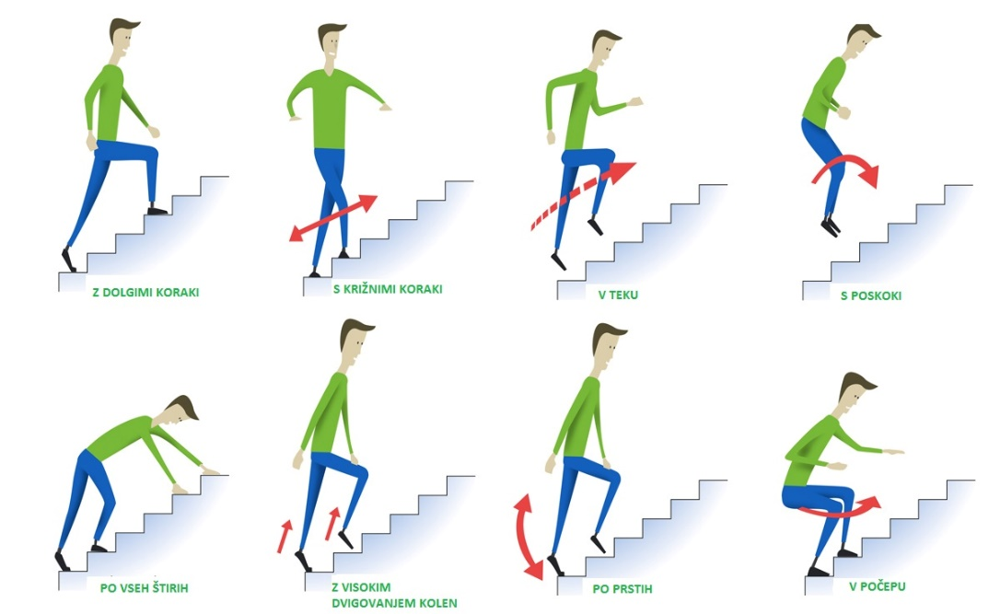 Z DOLGIMI KORAKI
S KRIŽNIMI KORAKI
V TEKU
S POSKOKI
PO VSEH ŠTIRIH
Z VISOKIM
DVIGOVANJEM KOLEN
PO PRSTIH
V POČEPU